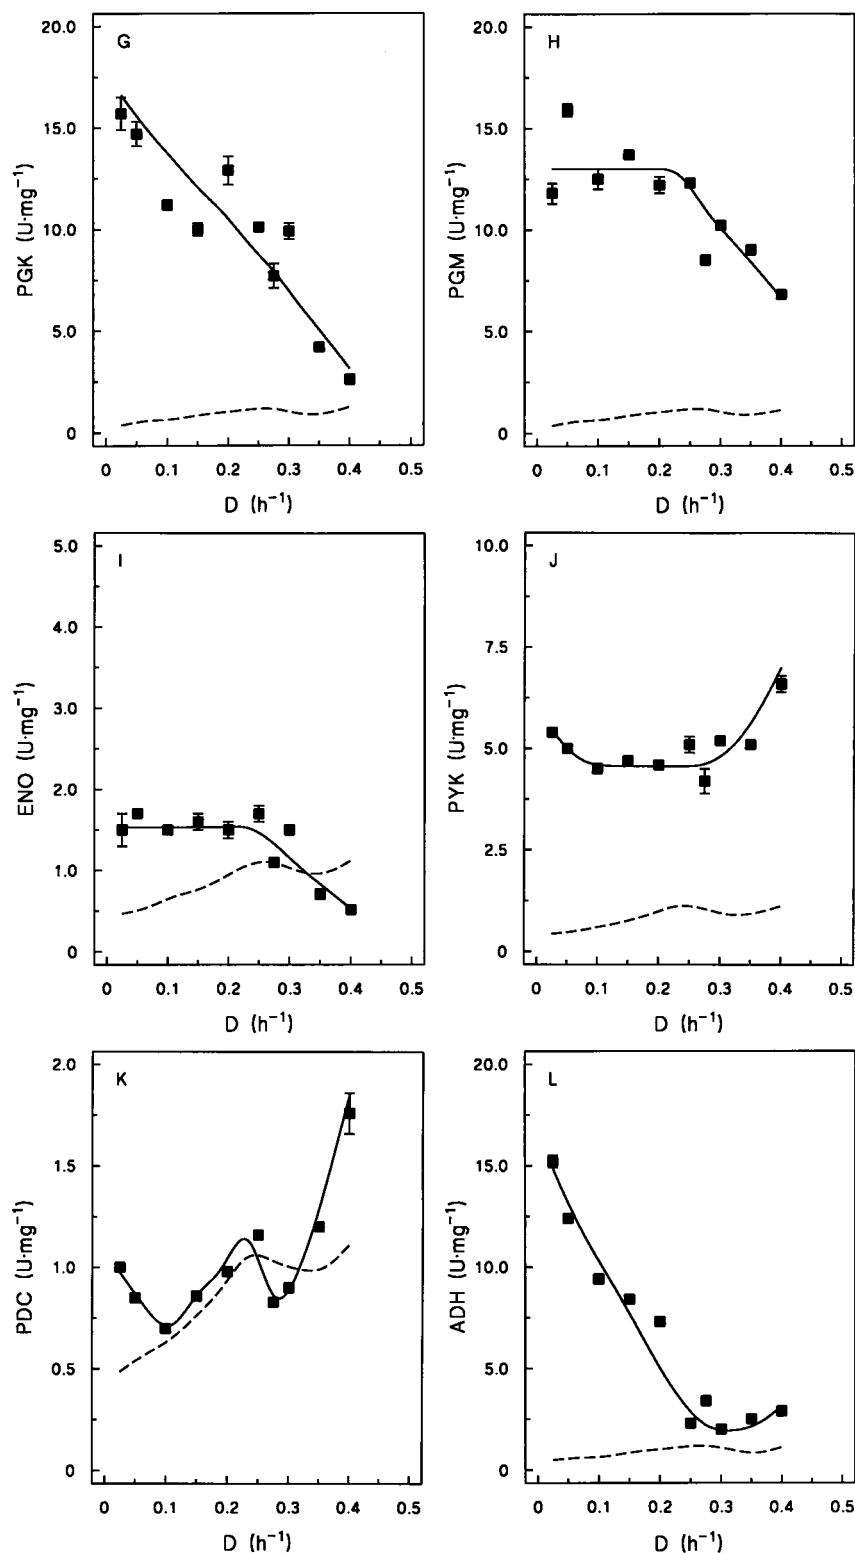 G
20.0
15.0
10.0
5.0
0
PGK (U·mg⁻¹)
0 0.1 0.2 0.3 0.4 0.5
D (h⁻¹)
H
20.0
15.0
10.0
5.0
0
PGM (U·mg⁻¹)
0 0.1 0.2 0.3 0.4 0.5
D (h⁻¹)
I
5.0
4.0
3.0
2.0
1.0
0
ENO (U·mg⁻¹)
0 0.1 0.2 0.3 0.4 0.5
D (h⁻¹)
J
10.0
7.5
5.0
2.5
0
PYK (U·mg⁻¹)
0 0.1 0.2 0.3 0.4 0.5
D (h⁻¹)
K
2.0
1.5
1.0
0.5
0
PDC (U·mg⁻¹)
0 0.1 0.2 0.3 0.4 0.5
D (h⁻¹)
L
20.0
15.0
10.0
5.0
0
ADH (U·mg⁻¹)
0 0.1 0.2 0.3 0.4 0.5
D (h⁻¹)